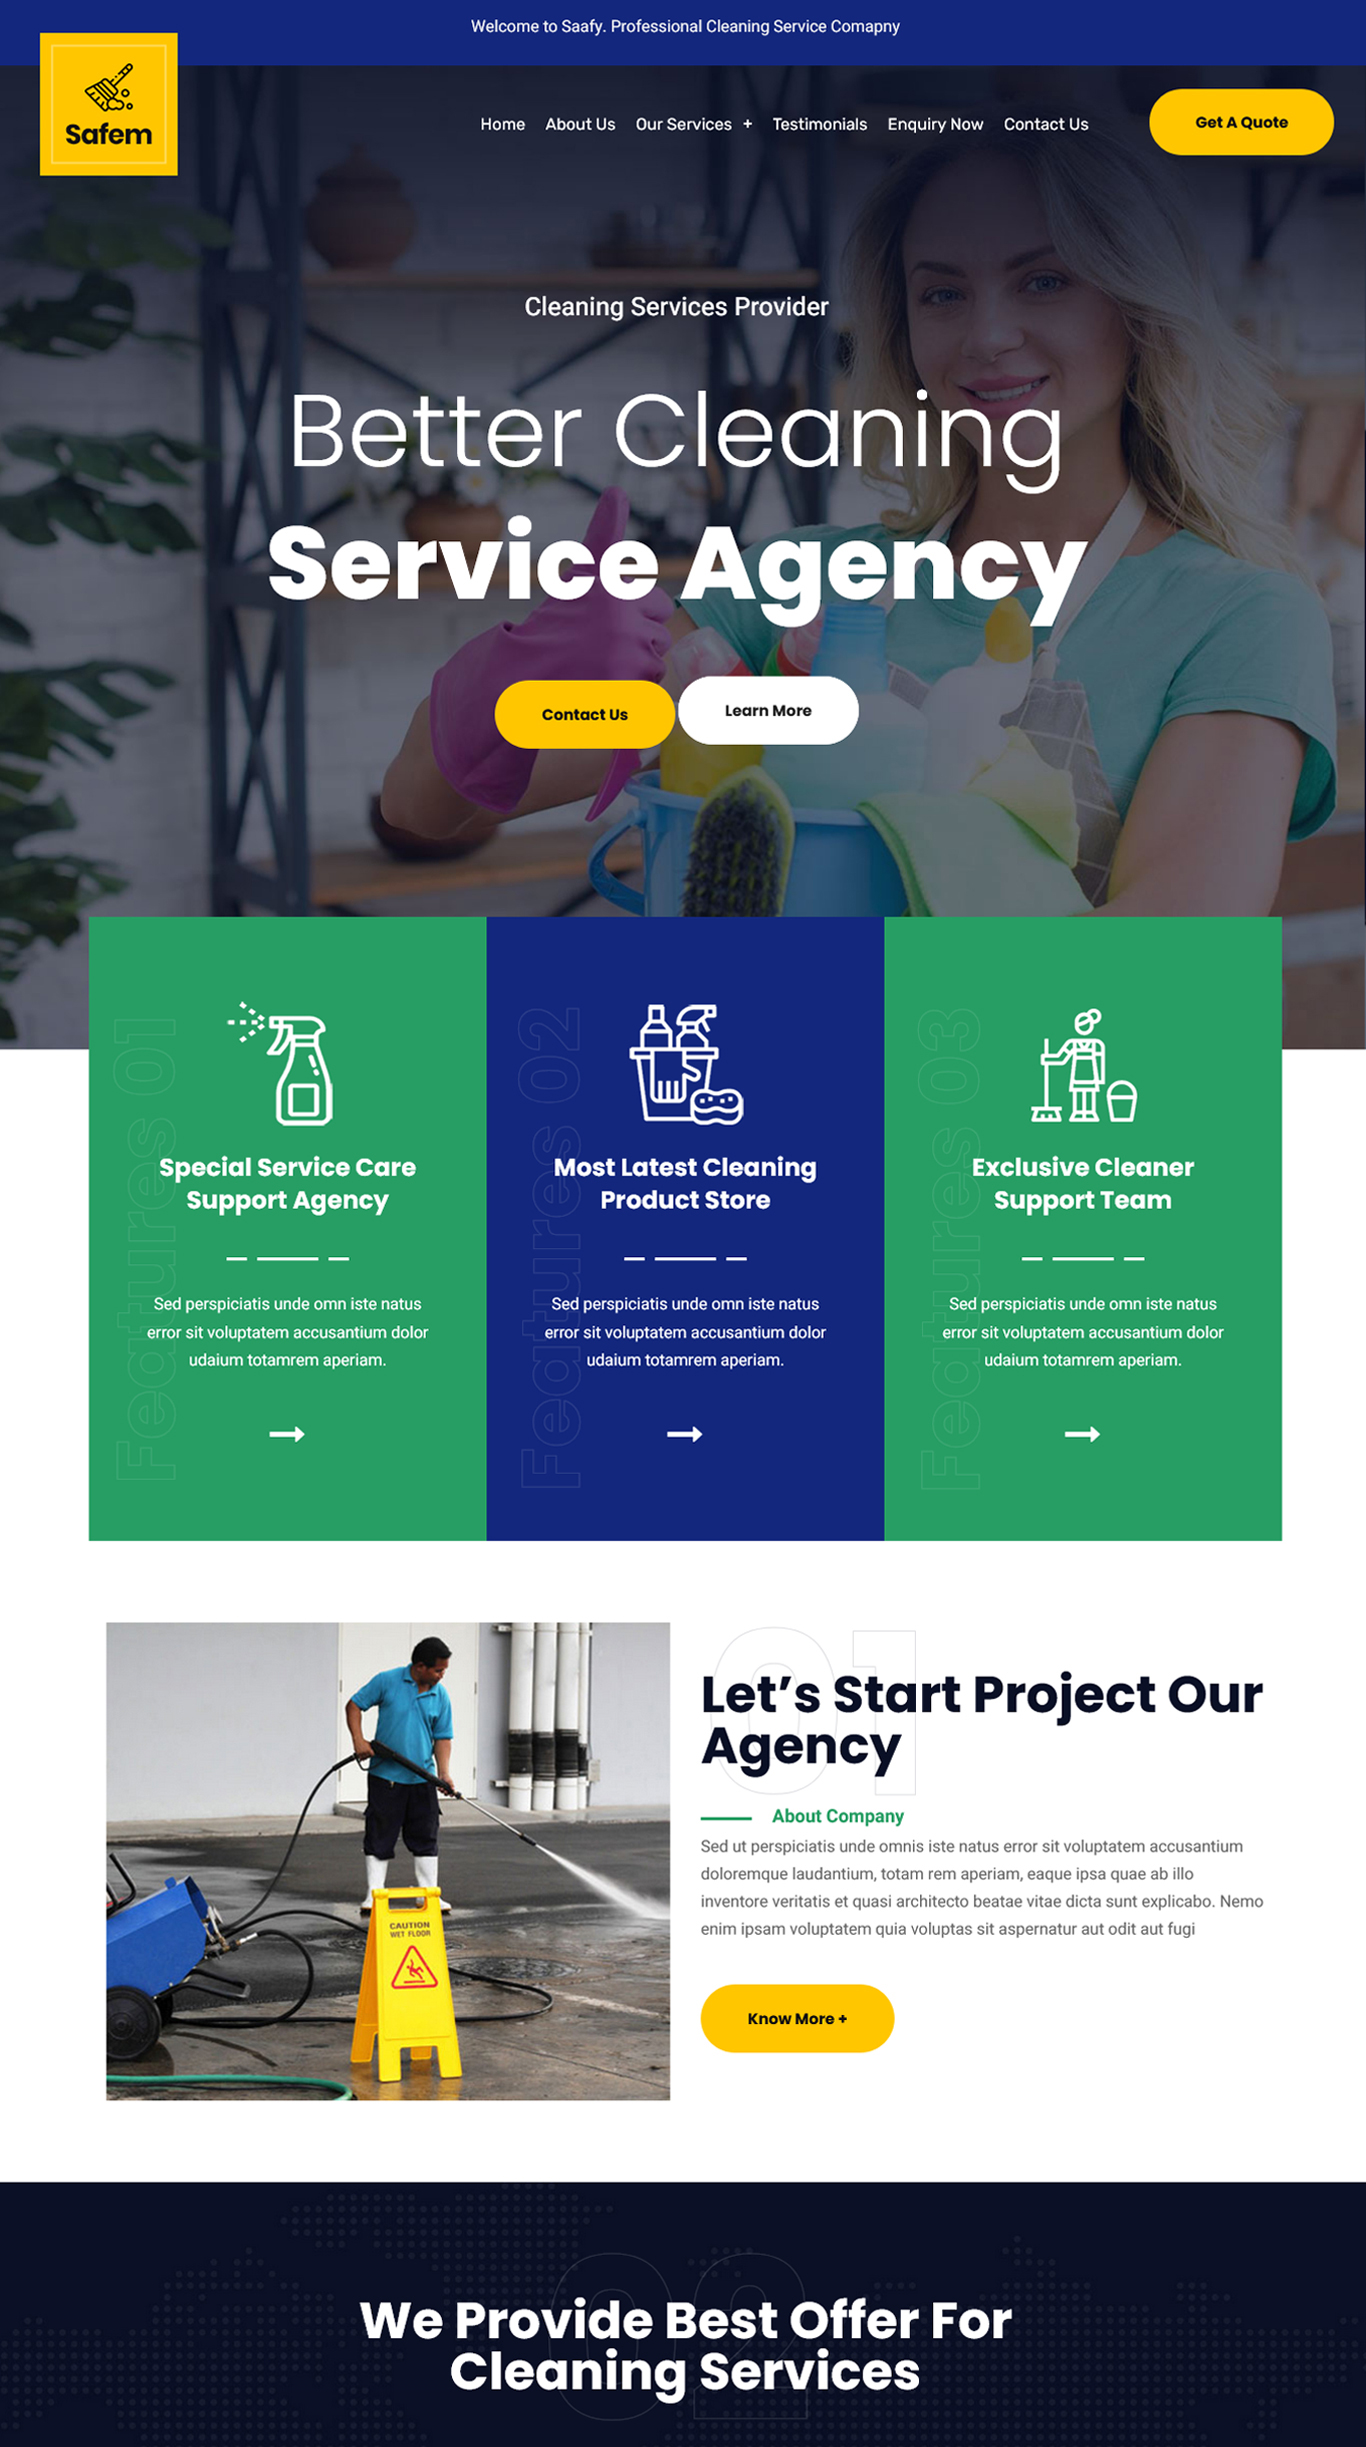 Welcome to Saafy. Professional Cleaning Service Comapny
Safem
Home About Us Our Services + Testimonials Enquiry Now Contact Us
Get A Quote
Cleaning Services Provider
Better Cleaning
Service Agency
Contact Us
Learn More
Features 01
Special Service Care
Support Agency
Sed perspiciatis unde omn iste natus
error sit voluptatem accusantium dolor
udaium totamrem aperiam.
Features 02
Most Latest Cleaning
Product Store
Sed perspiciatis unde omn iste natus
error sit voluptatem accusantium dolor
udaium totamrem aperiam.
Features 03
Exclusive Cleaner
Support Team
Sed perspiciatis unde omn iste natus
error sit voluptatem accusantium dolor
udaium totamrem aperiam.
CAUTION
WET FLOOR
01
Let's Start Project Our
Agency
About Company
Sed ut perspiciatis unde omnis iste natus error sit voluptatem accusantium
doloremque laudantium, totam rem aperiam, eaque ipsa quae ab illo
inventore veritatis et quasi architecto beatae vitae dicta sunt explicabo. Nemo
enim ipsam voluptatem quia voluptas sit aspernatur aut odit aut fugi
Know More +
02
We Provide Best Offer For
Cleaning Services